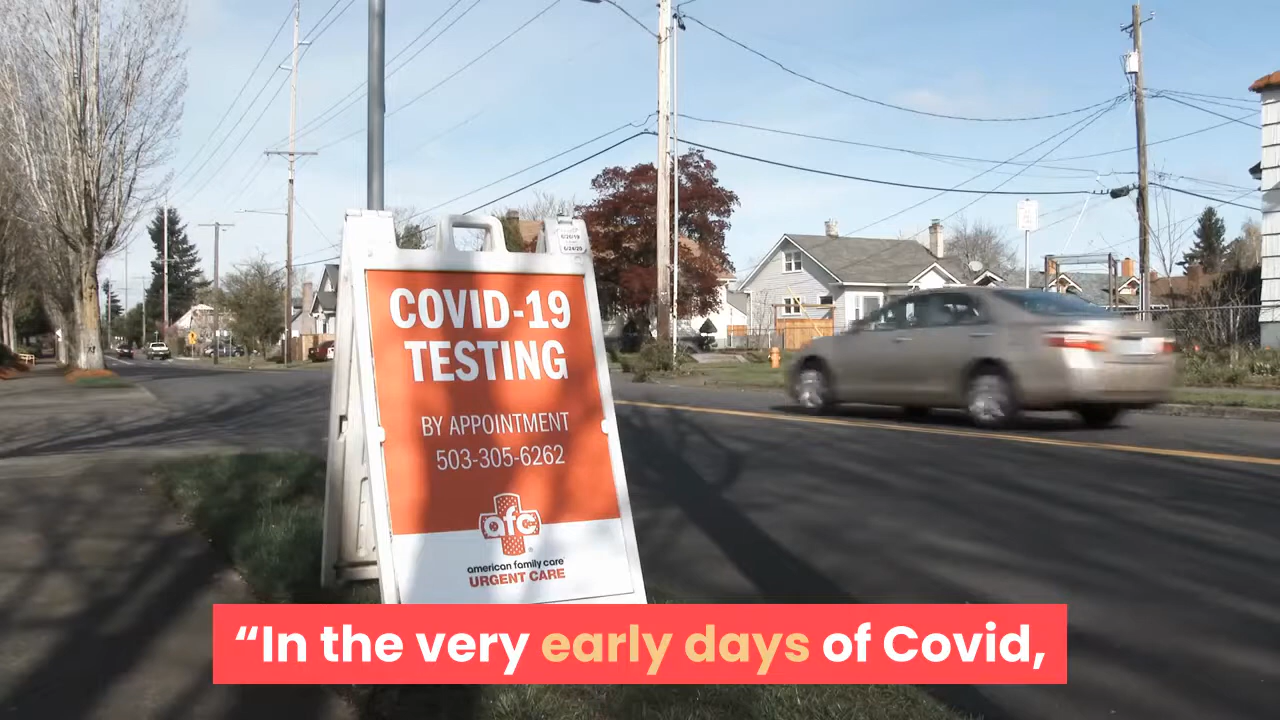 COVID-19
TESTING
BY APPOINTMENT
503-305-6262
afc
american family care
URGENT CARE
“In the very early days of Covid,